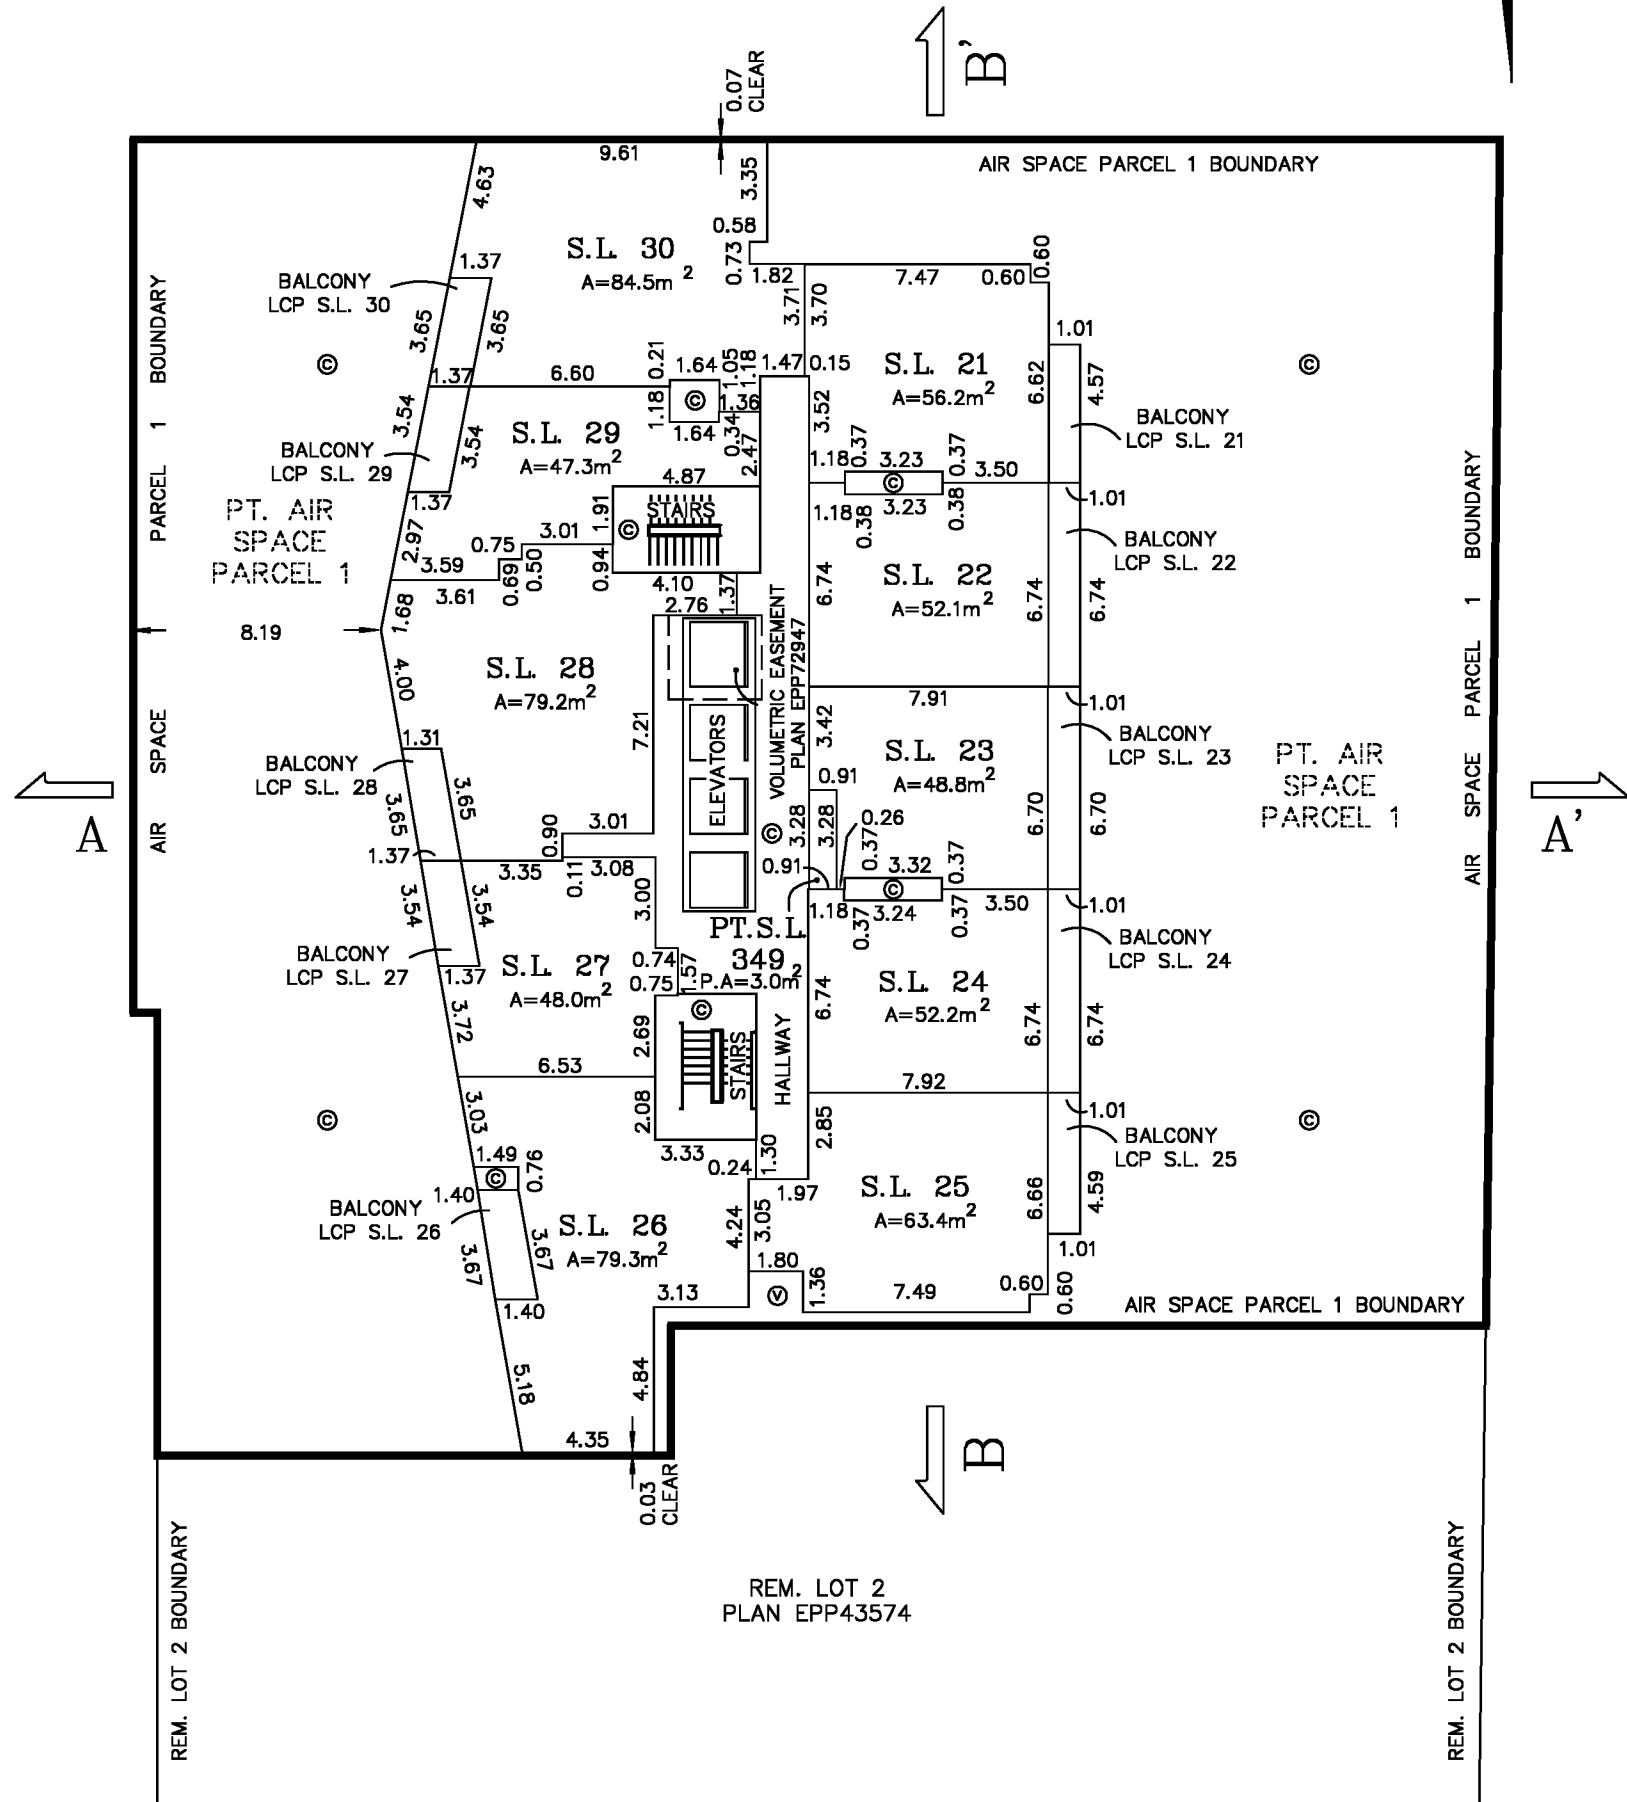 B'
0.07
CLEAR
9.61
AIR SPACE PARCEL 1 BOUNDARY
4.63
3.35
0.58
0.73
S.L. 30
A=84.5m²
1.82
7.47
0.60
0.60
1.37
BALCONY
LCP S.L. 30
3.65
3.65
3.71
3.70
1.01
AIR SPACE PARCEL 1 BOUNDARY
©
1.37
6.60
0.21
1.64
1.05
1.18
1.47
0.15
S.L. 21
A=56.2m²
6.62
4.57
©
BALCONY
LCP S.L. 21
1.18
©
1.36
1.64
0.34
2.47
3.52
3.54
3.54
S.L. 29
A=47.3m²
BALCONY
LCP S.L. 29
1.37
4.87
1.18
0.37
3.23
0.37
3.50
©
1.01
1.18
0.38
3.23
0.38
PT. AIR
SPACE
PARCEL 1
STAIRS
©
1.91
2.97
0.75
3.01
3.59
0.69
0.50
0.94
3.61
4.10
1.37
BALCONY
LCP S.L. 22
S.L. 22
A=52.1m²
6.74
6.74
6.74
1.68
8.19
2.76
VOLUMETRIC EASEMENT
PLAN EPP72947
S.L. 28
A=79.2m²
4.00
7.21
7.91
1.01
3.42
BALCONY
LCP S.L. 23
1.31
BALCONY
LCP S.L. 28
3.65
3.65
ELEVATORS
S.L. 23
A=48.8m²
PT. AIR
SPACE
PARCEL 1
AIR SPACE PARCEL 1 BOUNDARY
A
A'
0.91
3.28
3.28
0.26
6.70
6.70
©
3.01
0.90
1.37
3.35
0.11
3.08
0.91
0.37
3.32
0.37
©
3.50
1.01
1.18
0.37
3.24
0.37
3.54
3.54
3.00
PT.S.L.
349
P.A=3.0m²
BALCONY
LCP S.L. 24
BALCONY
LCP S.L. 27
1.37
S.L. 27
A=48.0m²
0.74
0.75
1.57
S.L. 24
A=52.2m²
6.74
6.74
6.74
3.72
©
STAIRS
2.69
HALLWAY
6.53
7.92
3.03
2.08
2.85
1.01
©
©
BALCONY
LCP S.L. 25
3.33
0.24
1.30
1.97
1.49
0.76
©
1.40
BALCONY
LCP S.L. 26
S.L. 26
A=79.3m²
3.67
3.67
4.24
3.05
S.L. 25
A=63.4m²
6.66
4.59
1.01
1.80
1.36
Ⓥ
7.49
0.60
0.60
3.13
1.40
AIR SPACE PARCEL 1 BOUNDARY
5.18
4.84
4.35
0.03
CLEAR
B
REM. LOT 2 BOUNDARY
REM. LOT 2
PLAN EPP43574
REM. LOT 2 BOUNDARY